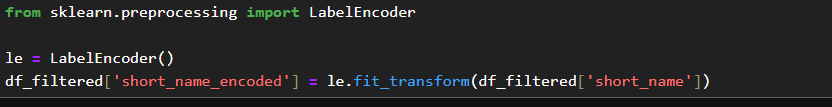 from sklearn.preprocessing import LabelEncoder
le = LabelEncoder()
df_filtered['short_name_encoded'] = le.fit_transform(df_filtered['short_name'])